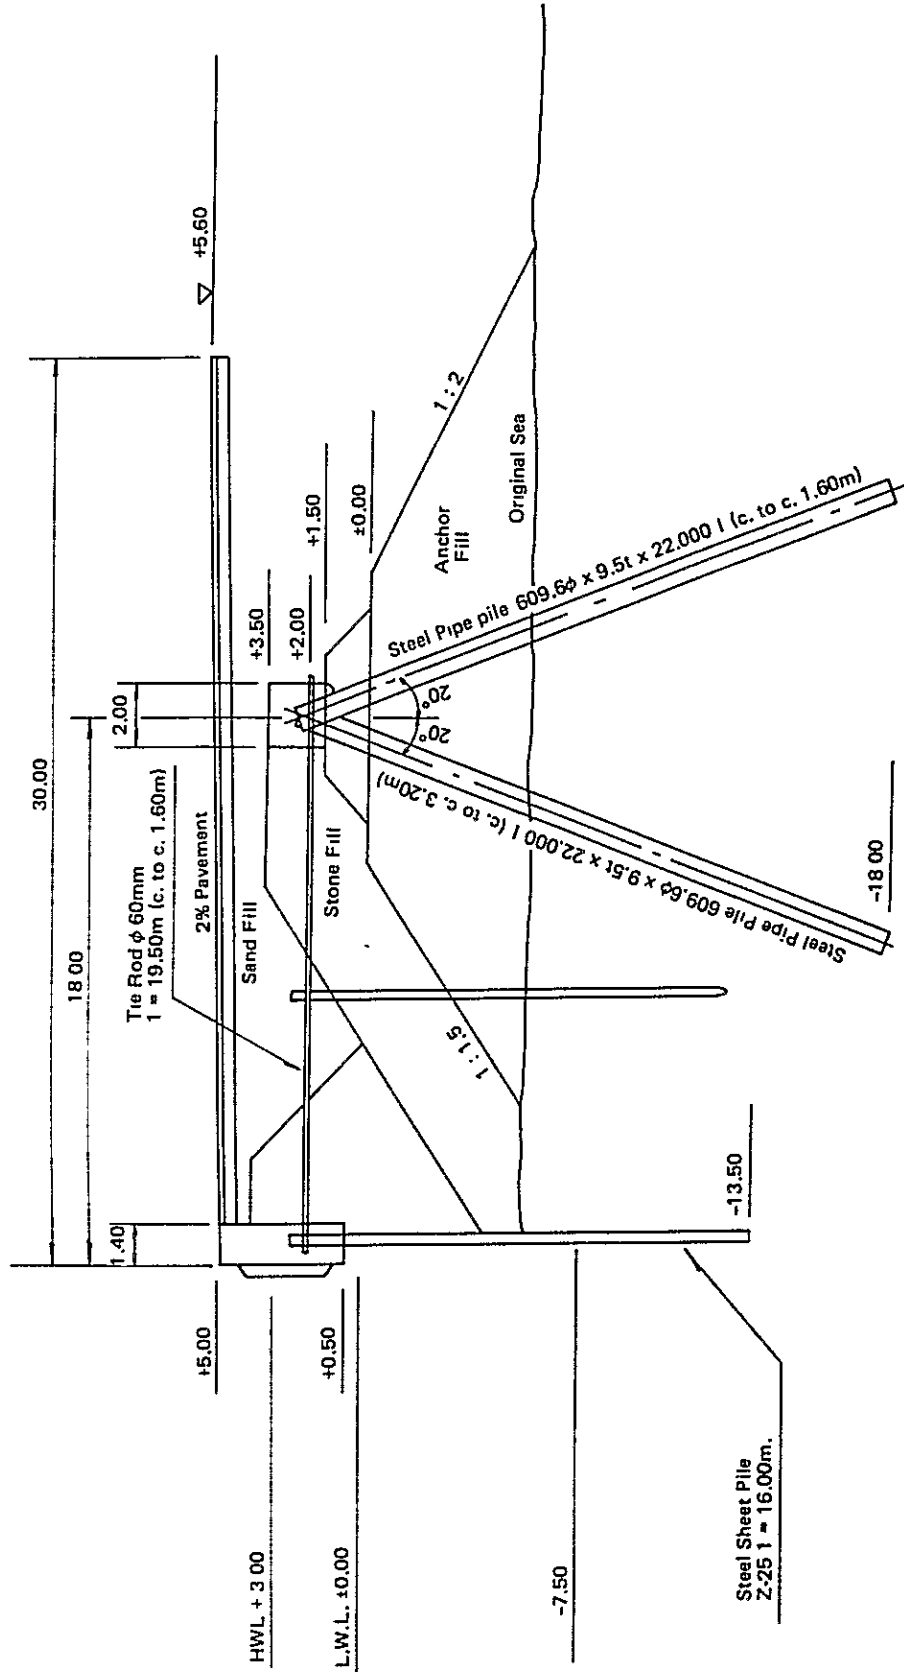 30.00
18 00
2.00
1.40
Tie Rod ϕ 60mm
1 = 19.50m (c. to c. 1.60m)
+5.60
+5.00
2% Pavement
Sand Fill
+3.50
+2.00
+1.50
±0.00
HWL + 3 00
+0.50
L.W.L. ±0.00
Stone Fill
Anchor
Fill
1 : 2
1 : 1.5
Original Sea
20°
20°
Steel Pipe Pile 609.6ϕ x 9.5t x 22.000 l (c. to c. 3.20m)
Steel Pipe pile 609.6ϕ x 9.5t x 22.000 l (c. to c. 1.60m)
-7.50
-13.50
-18 00
Steel Sheet Pile
Z-25 1 = 16.00m.